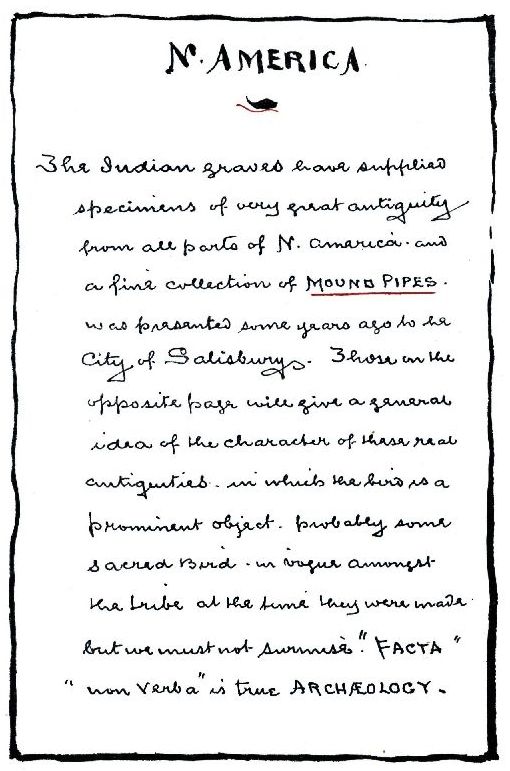 N. AMERICA
The Indian graves have supplied
specimens of very great antiquity
from all parts of N. America. and
a fine collection of MOUND PIPES.
was presented some years ago to the
City of Salisbury. Those on the
opposite page will give a general
idea of the character of these real
antiquities. in which the bird is a
prominent object. probably some
sacred Bird. in vogue amongst
the tribe at the time they were made
but we must not surmise. "FACTA"
"non Verba" is true ARCHÆOLOGY.